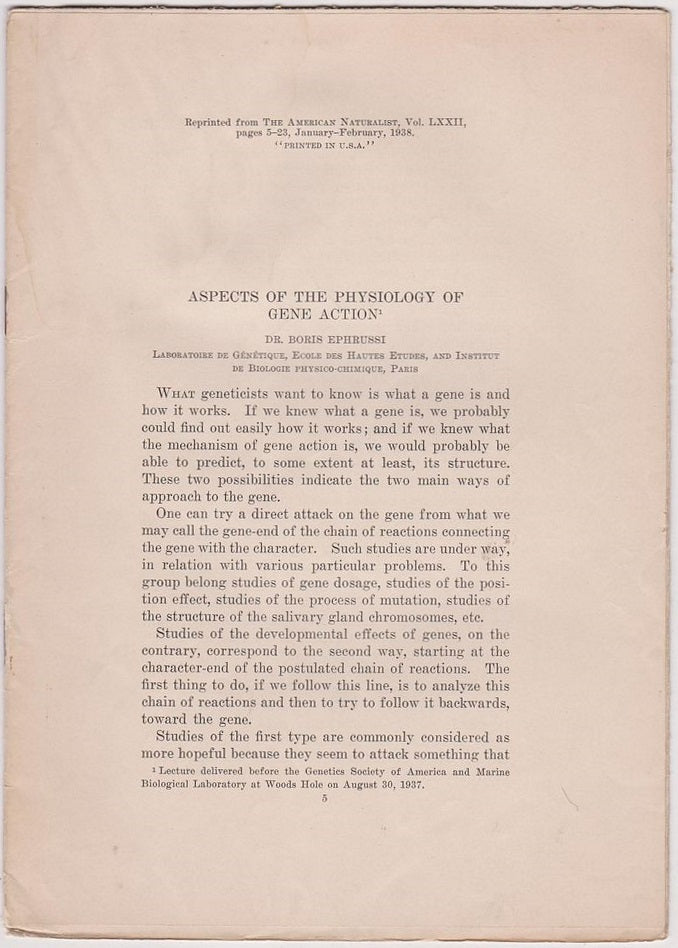 Reprinted from THE AMERICAN NATURALIST, Vol. LXXII,
pages 5–23, January–February, 1938.
"PRINTED IN U.S.A."
ASPECTS OF THE PHYSIOLOGY OF
GENE ACTION¹
DR. BORIS EPHRUSSI
LABORATOIRE DE GÉNÉTIQUE, ECOLE DES HAUTES ETUDES, AND INSTITUT
DE BIOLOGIE PHYSICO-CHIMIQUE, PARIS
WHAT geneticists want to know is what a gene is and
how it works. If we knew what a gene is, we probably
could find out easily how it works; and if we knew what
the mechanism of gene action is, we would probably be
able to predict, to some extent at least, its structure.
These two possibilities indicate the two main ways of
approach to the gene.
One can try a direct attack on the gene from what we
may call the gene-end of the chain of reactions connecting
the gene with the character. Such studies are under way,
in relation with various particular problems. To this
group belong studies of gene dosage, studies of the posi-
tion effect, studies of the process of mutation, studies of
the structure of the salivary gland chromosomes, etc.
Studies of the developmental effects of genes, on the
contrary, correspond to the second way, starting at the
character-end of the postulated chain of reactions. The
first thing to do, if we follow this line, is to analyze this
chain of reactions and then to try to follow it backwards,
toward the gene.
Studies of the first type are commonly considered as
more hopeful because they seem to attack something that
¹ Lecture delivered before the Genetics Society of America and Marine
Biological Laboratory at Woods Hole on August 30, 1937.
5